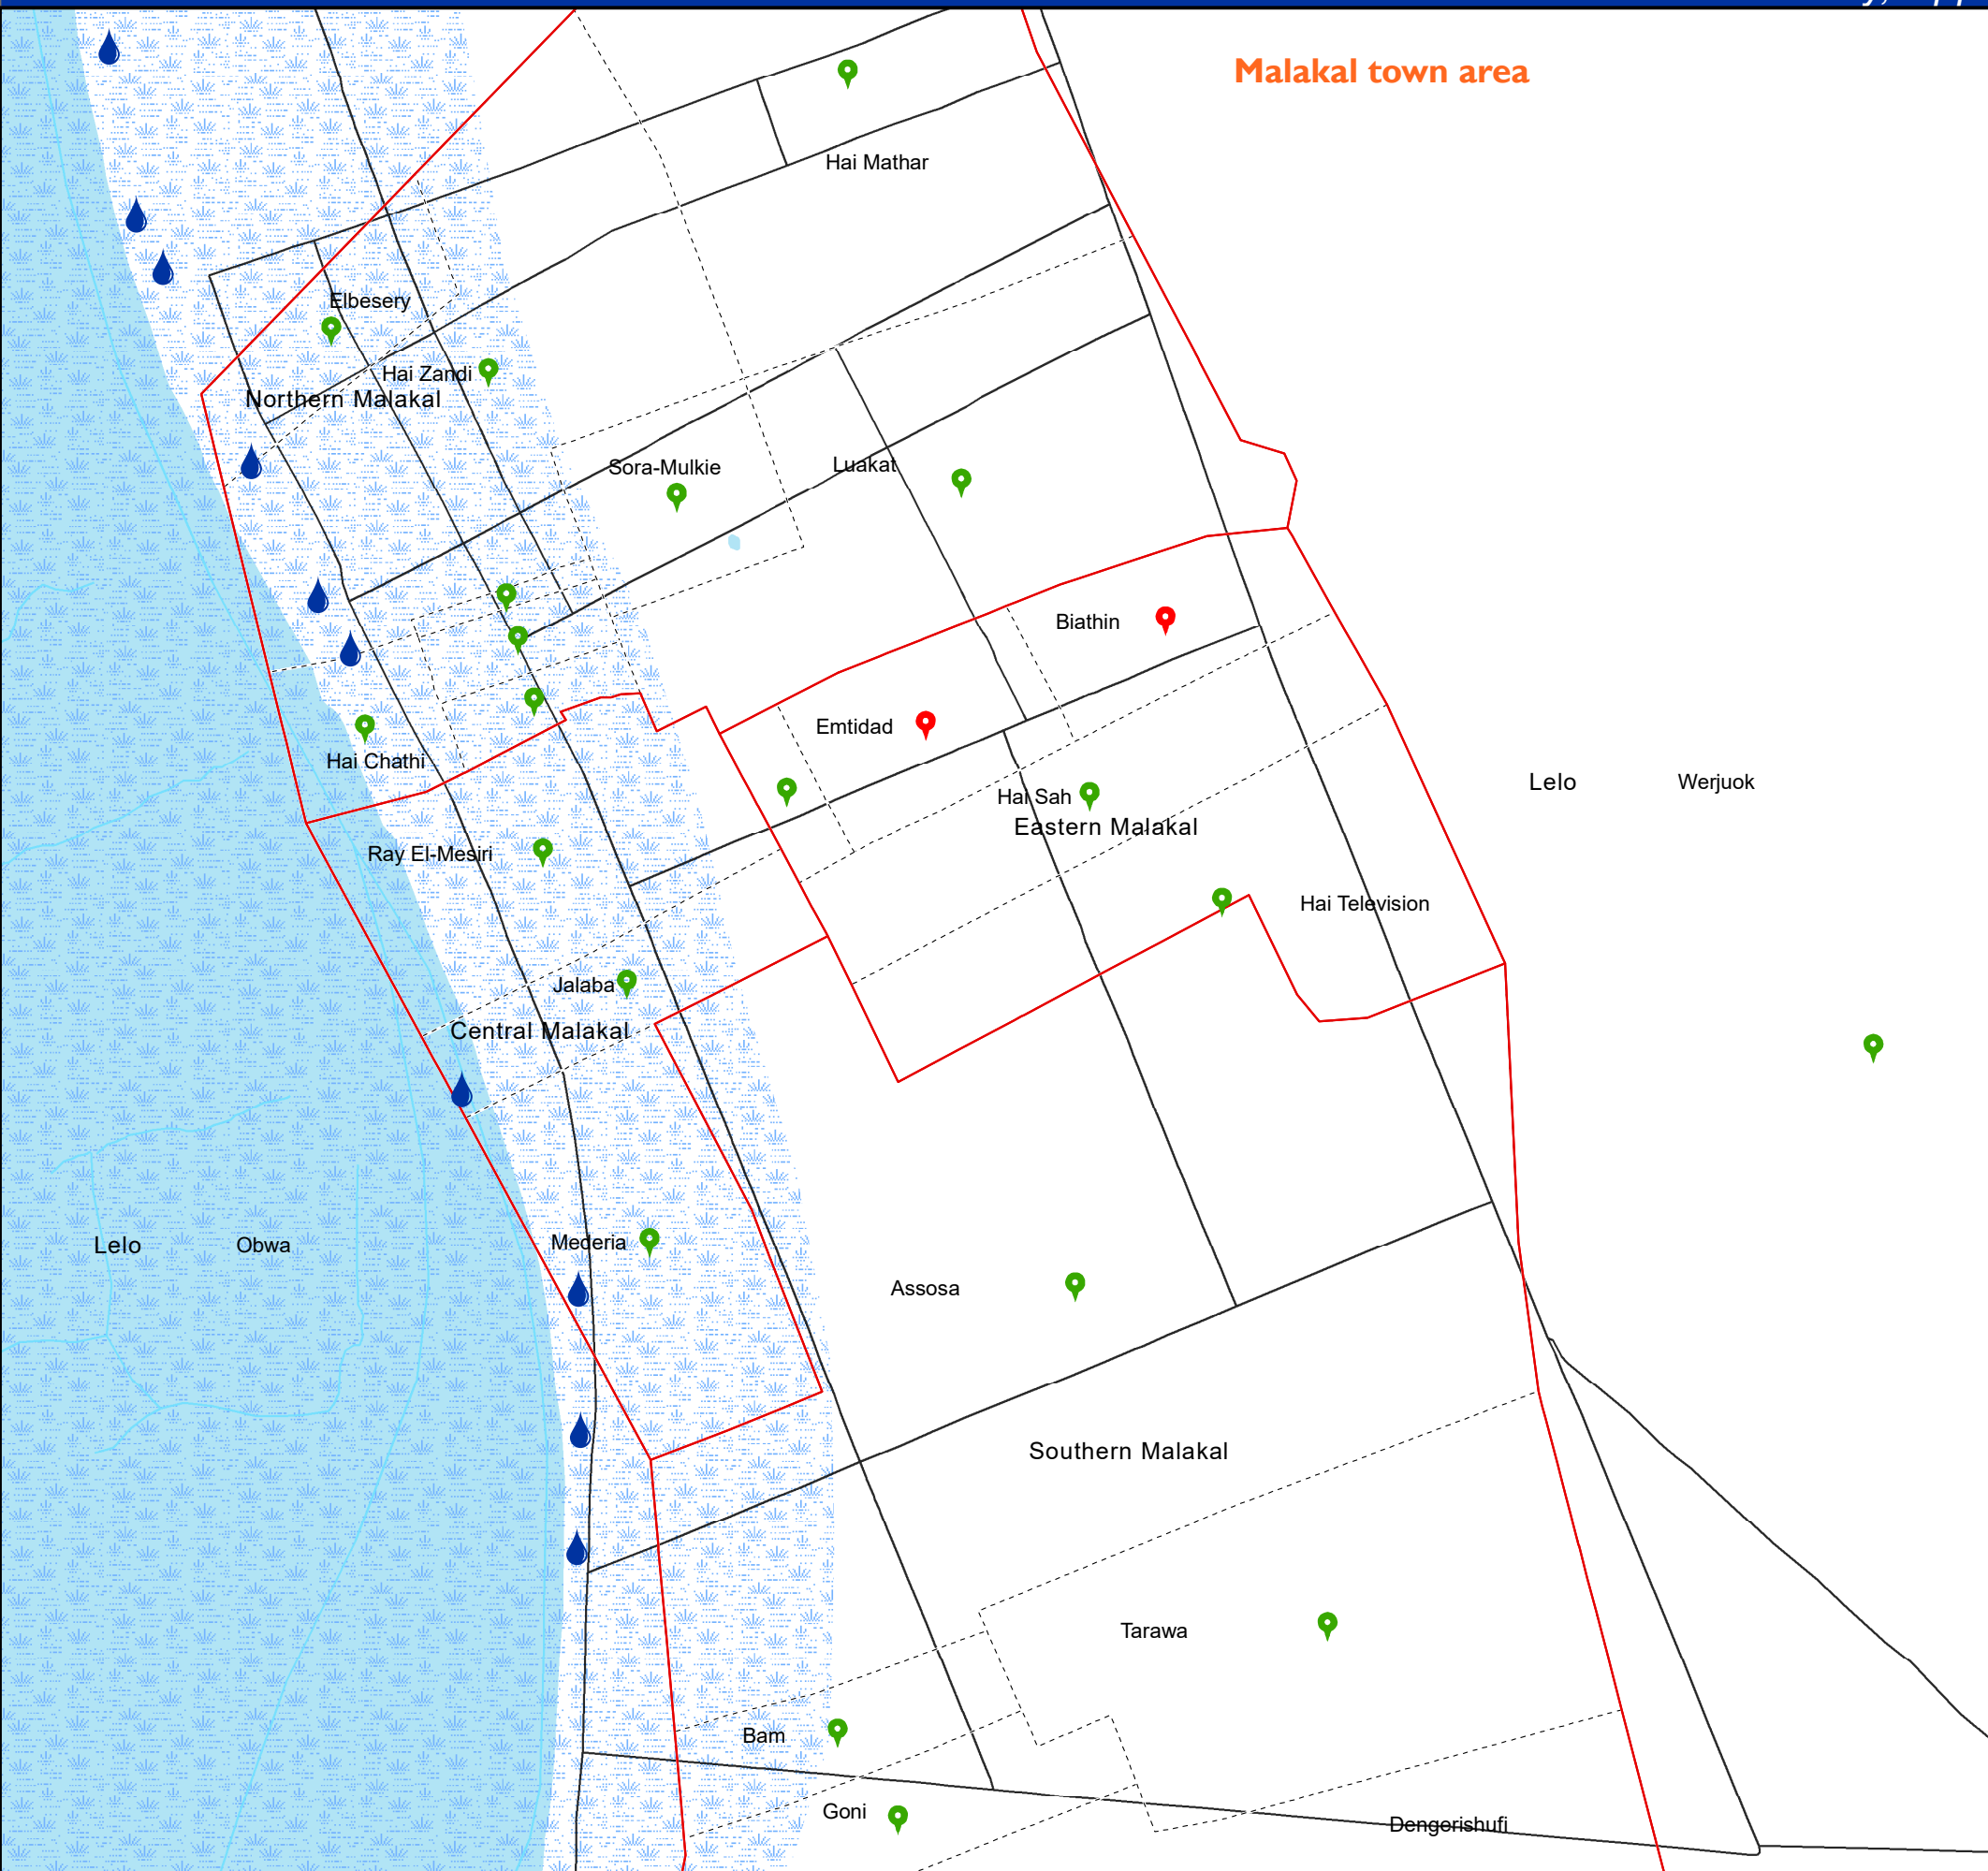 Malakal town area
Hai Mathar
Elbesery
Hai Zandi
Northern Malakal
Sora-Mulkie
Luakat
Biathin
Emtidad
Hai Chathi
Hai Sah
Lelo
Werjuok
Eastern Malakal
Ray El-Mesiri
Hai Television
Jalaba
Central Malakal
Mederia
Lelo
Obwa
Assosa
Southern Malakal
Tarawa
Bam
Goni
Dengerishufi